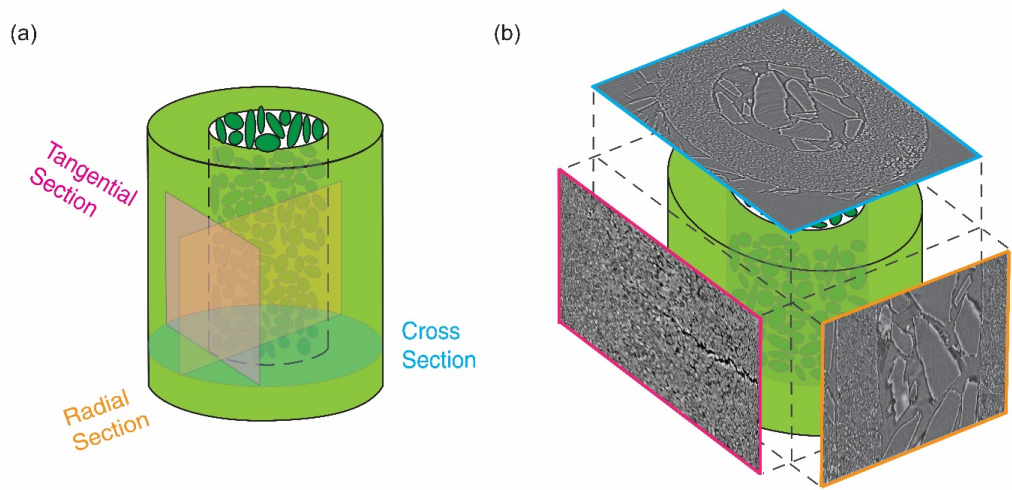 (a)
(b)
Tangential
Section
Cross
Section
Radial
Section